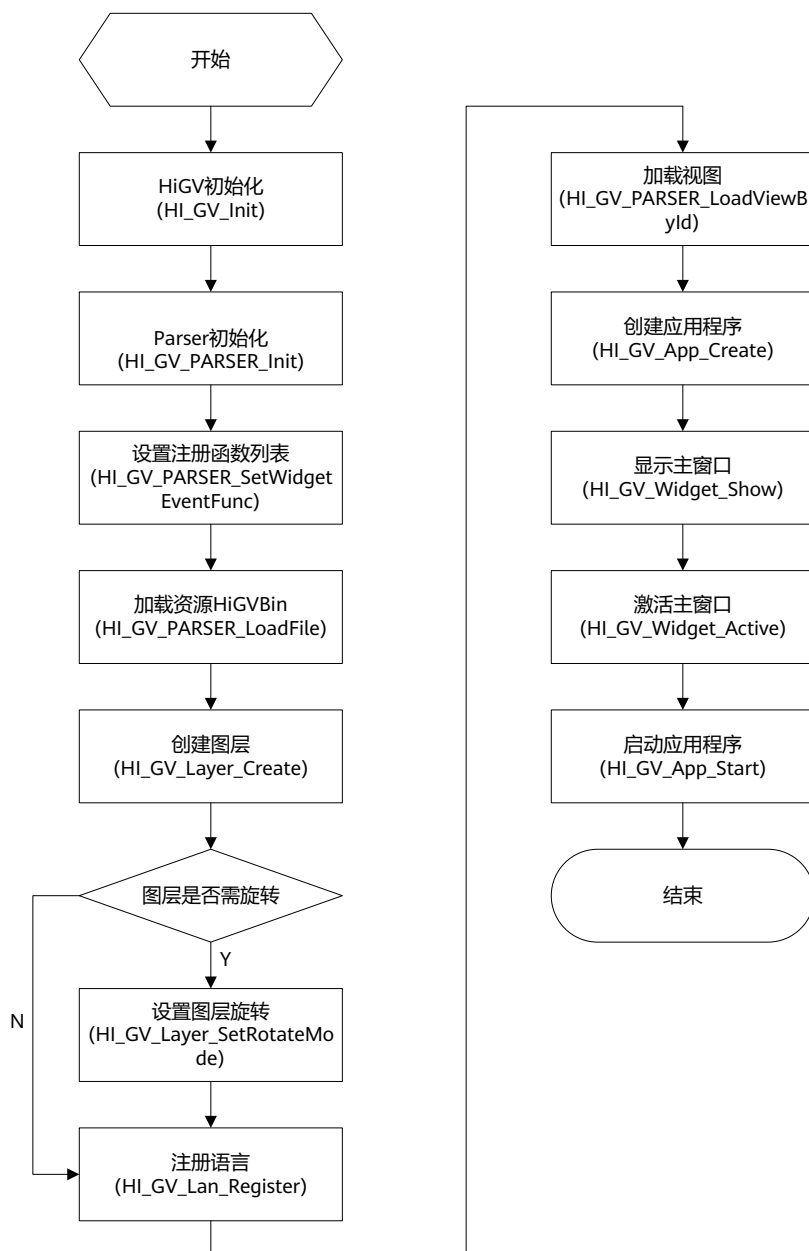 开始
HiGV初始化
(HI_GV_Init)
Parser初始化
(HI_GV_PARSER_Init)
设置注册函数列表
(HI_GV_PARSER_SetWidget
EventFunc)
加载资源HiGVBin
(HI_GV_PARSER_LoadFile)
创建图层
(HI_GV_Layer_Create)
图层是否需旋转
Y
N
设置图层旋转
(HI_GV_Layer_SetRotateMo
de)
注册语言
(HI_GV_Lan_Register)
加载视图
(HI_GV_PARSER_LoadViewB
yId)
创建应用程序
(HI_GV_App_Create)
显示主窗口
(HI_GV_Widget_Show)
激活主窗口
(HI_GV_Widget_Active)
启动应用程序
(HI_GV_App_Start)
结束